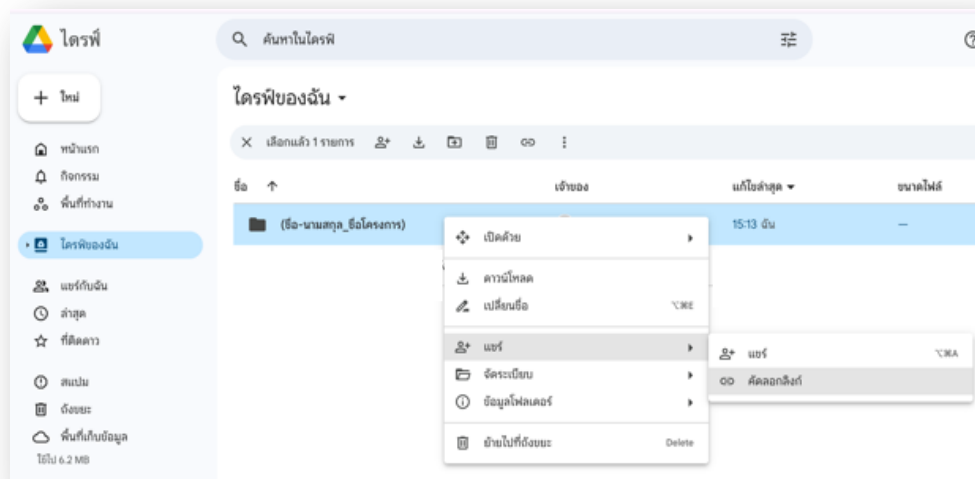 ไดรฟ์
ค้นหาในไดรฟ์
ใหม่
ไดรฟ์ของฉัน
หน้าแรก
กิจกรรม
พื้นที่ทำงาน
ไดรฟ์ของฉัน
แชร์กับฉัน
ล่าสุด
ที่ติดดาว
สแปม
ถังขยะ
พื้นที่เก็บข้อมูล
ใช้ไป 6.2 MB
เลือกแล้ว 1 รายการ
ชื่อ เจ้าของ แก้ไขล่าสุด ขนาดไฟล์
(ชื่อ-นามสกุล_ชื่อโครงการ) 15:13 ฉัน —
เปิดด้วย
ดาวน์โหลด
เปลี่ยนชื่อ ⌥⌘E
แชร์
จัดระเบียบ
ข้อมูลโฟลเดอร์
ย้ายไปที่ถังขยะ Delete
แชร์ ⌥⌘A
คัดลอกลิงก์